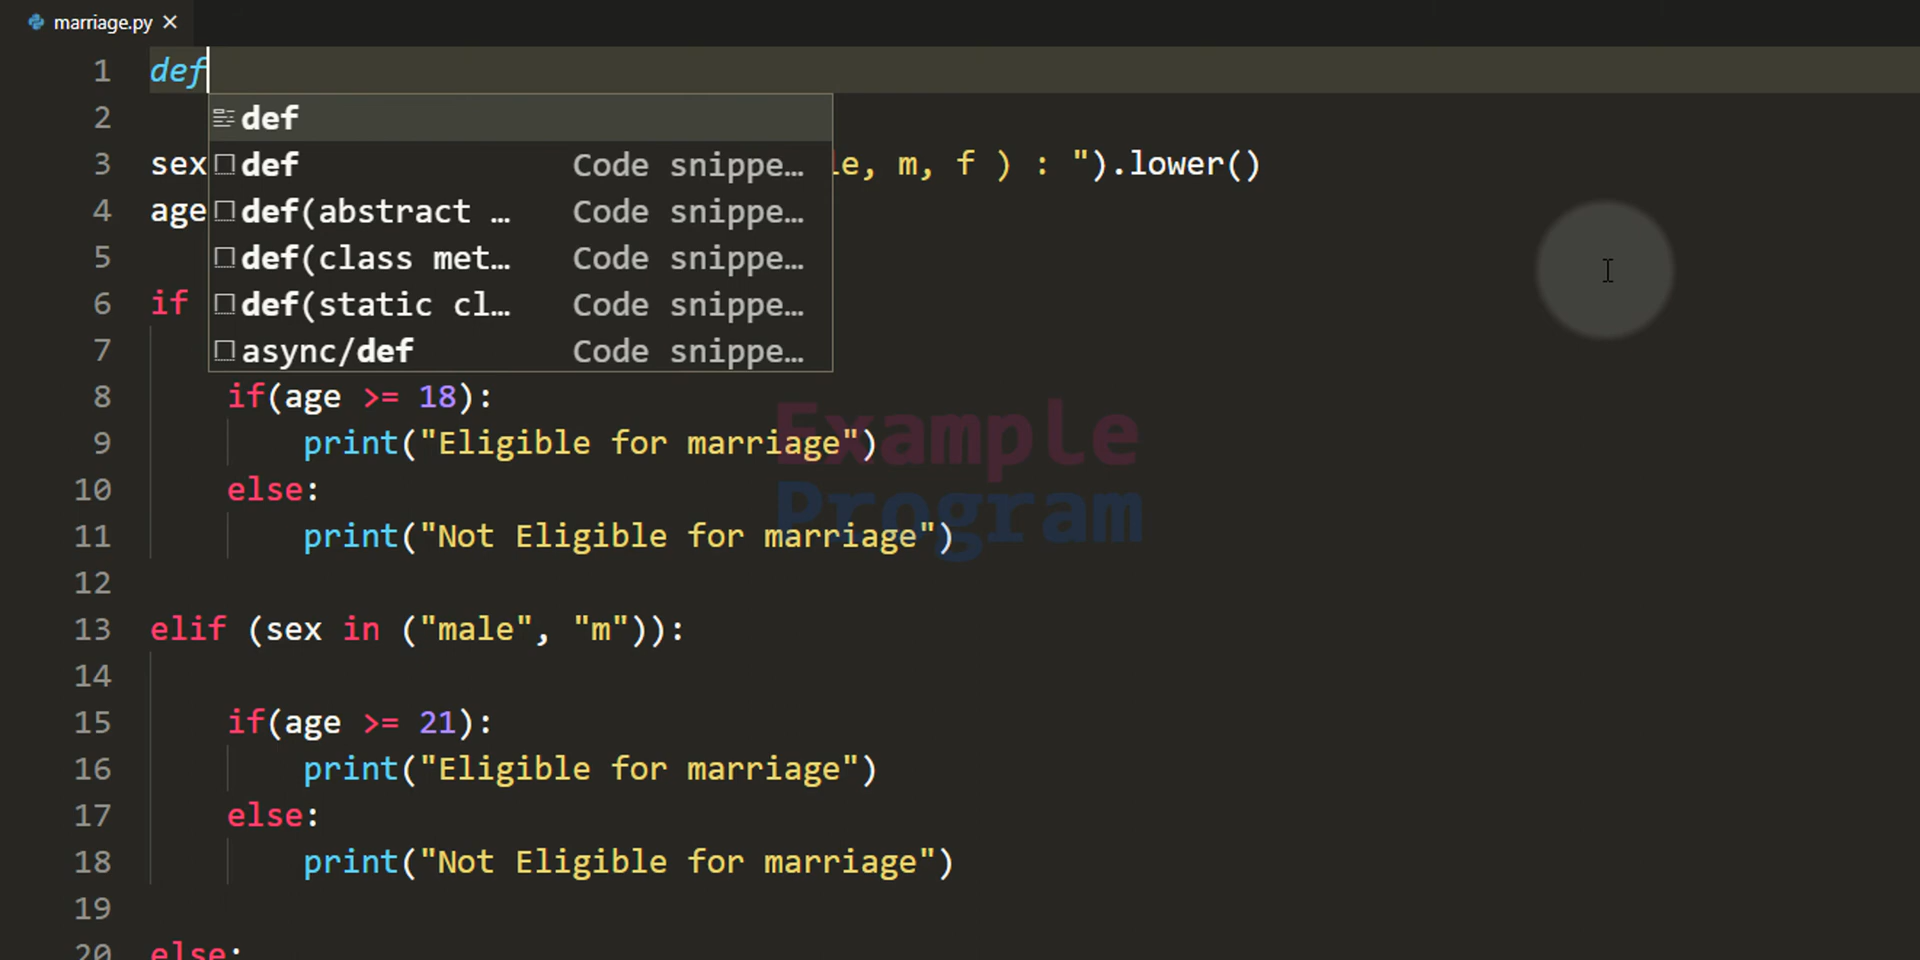 marriage.py
1 def
def
2
3 sex def Code snippe… le, m, f ) : ").lower()
4 age def(abstract … Code snippe…
5 def(class met… Code snippe…
6 if def(static cl… Code snippe…
7 async/def Code snippe…
8 if(age >= 18):
9 print("Eligible for marriage")
10 else:
11 print("Not Eligible for marriage")
Example
Program
12
13 elif (sex in ("male", "m")):
14
15 if(age >= 21):
16 print("Eligible for marriage")
17 else:
18 print("Not Eligible for marriage")
19
20 else: